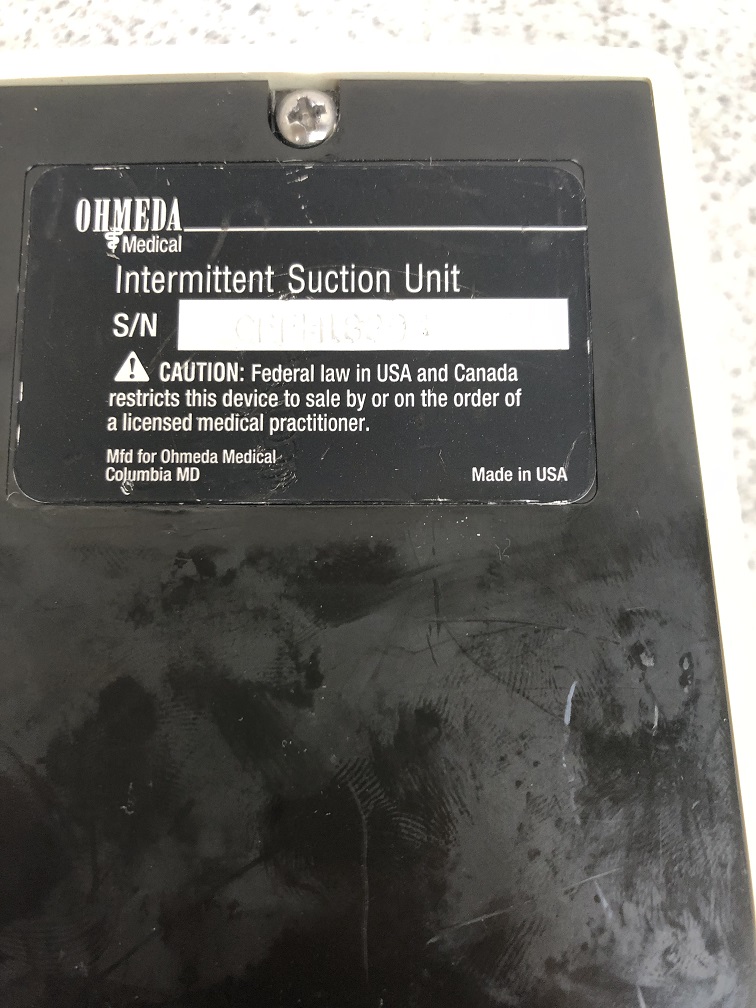 OHMEDA
Medical
Intermittent Suction Unit
S/N
CAUTION: Federal law in USA and Canada
restricts this device to sale by or on the order of
a licensed medical practitioner.
Mfd for Ohmeda Medical
Columbia MD
Made in USA